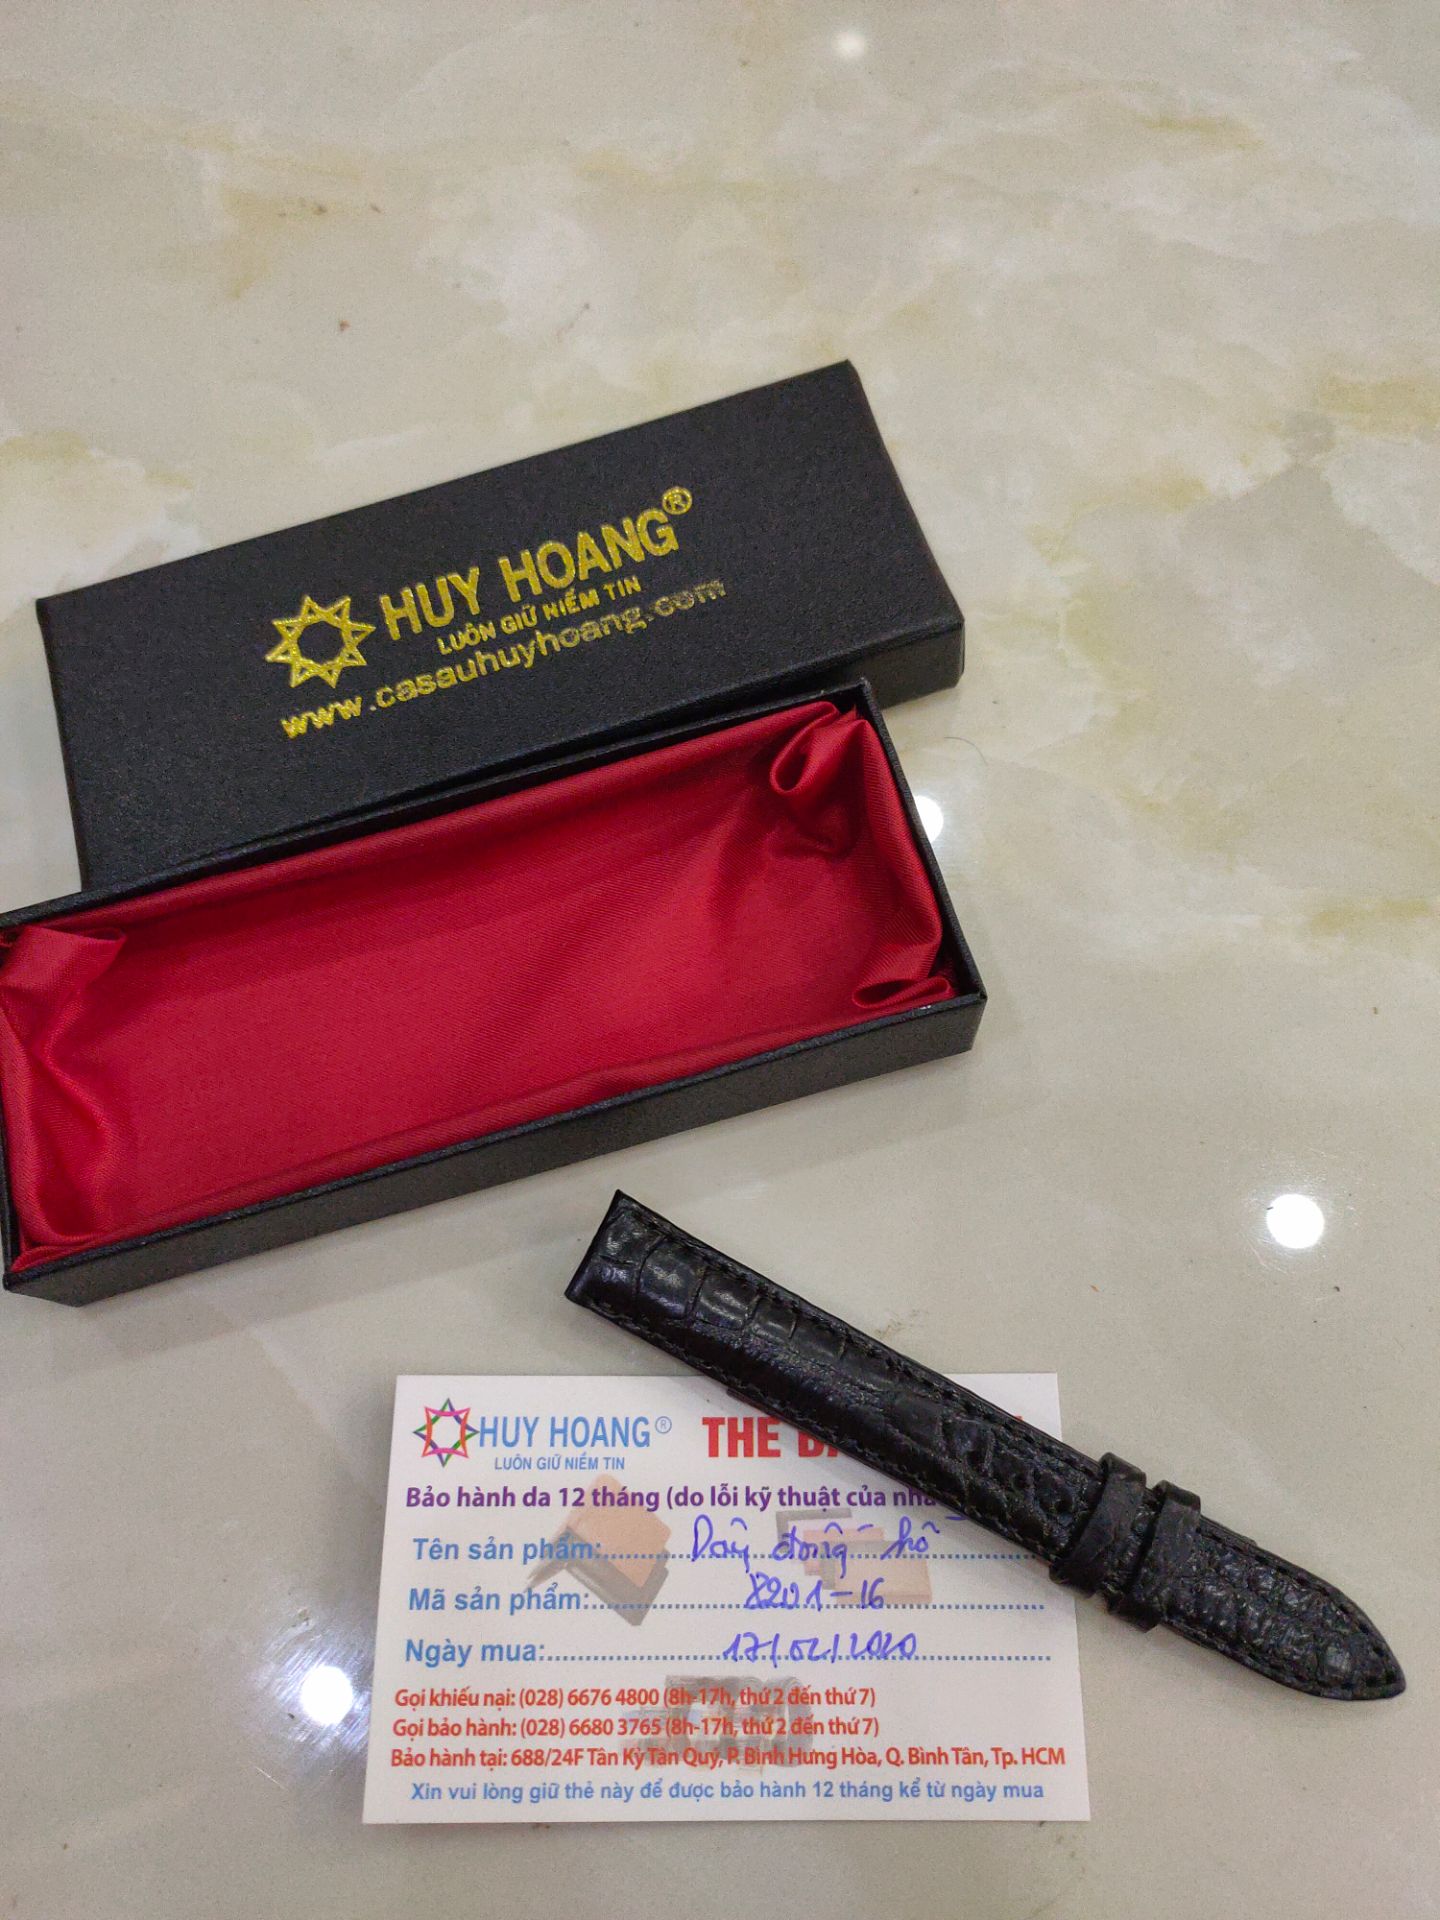 HUY HOANG®
LUÔN GIỮ NIỀM TIN
www.casauhuyhoang.com
HUY HOANG®
LUÔN GIỮ NIỀM TIN
THẺ
Bảo hành da 12 tháng (do lỗi kỹ thuật của
Tên sản phẩm: Dây đồng hồ
Mã sản phẩm: 8201-16
Ngày mua: 17/02/2020
Gọi khiếu nại: (028) 6676 4800 (8h-17h, thứ 2 đến thứ 7)
Gọi bảo hành: (028) 6680 3765 (8h-17h, thứ 2 đến thứ 7)
Bảo hành tại: 688/24F Tân Kỳ Tân Quý, P. Bình Hưng Hòa, Q. Bình Tân, Tp. HCM
Xin vui lòng giữ thẻ này để được bảo hành 12 tháng kể từ ngày mua